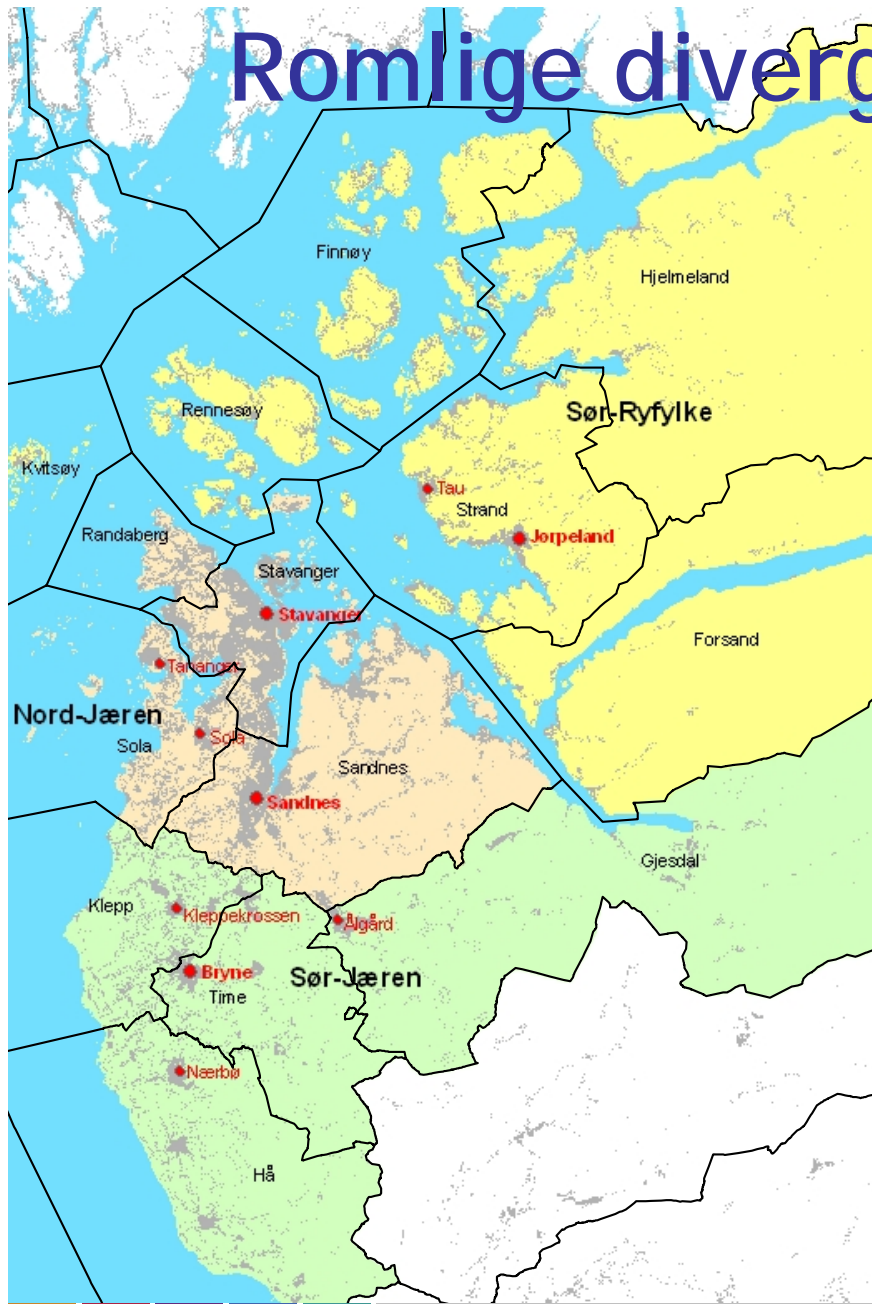 Romlige diverg
Finnøy
Hjelmeland
Rennesøy
Sør-Ryfylke
Kvitsøy
Tau
Strand
Randaberg
Jørpeland
Stavanger
Stavanger
Forsand
Tananger
Nord-Jæren
Sola
Sola
Sandnes
Sandnes
Gjesdal
Klepp
Kleppekrossen
Ålgård
Bryne
Sør-Jæren
Time
Nærbø
Hå